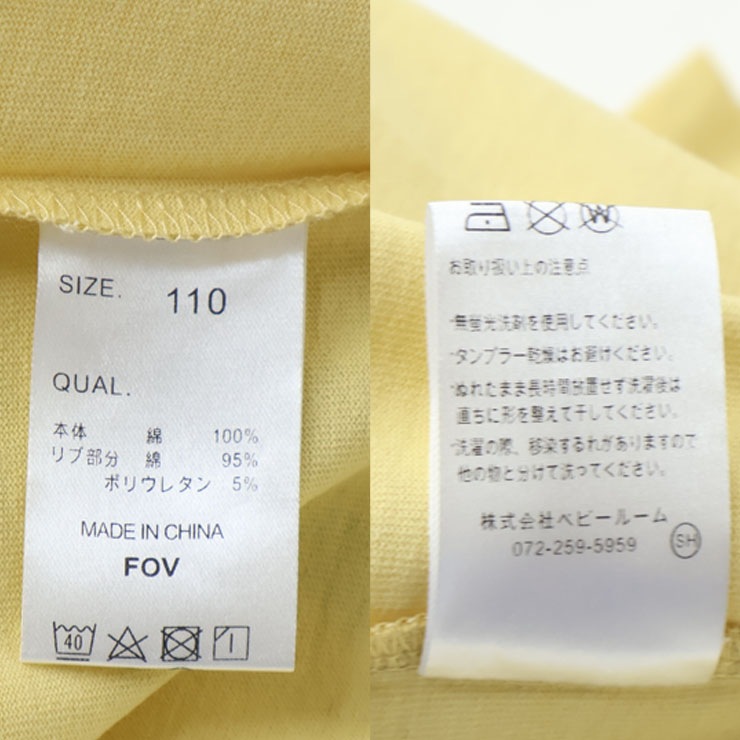 SIZE. 110
QUAL.
本体 綿 100%
リブ部分 綿 95%
ポリウレタン 5%
MADE IN CHINA
FOV
40
W
お取り扱い上の注意点
・無蛍光洗剤を使用してください。
・タンブラー乾燥はお避けください。
・ぬれたまま長時間放置せず洗濯後は
直ちに形を整えて干してください。
・洗濯の際、移染するれがありますので
他の物と分けて洗ってください。
株式会社ベビールーム
072-259-5959
SH